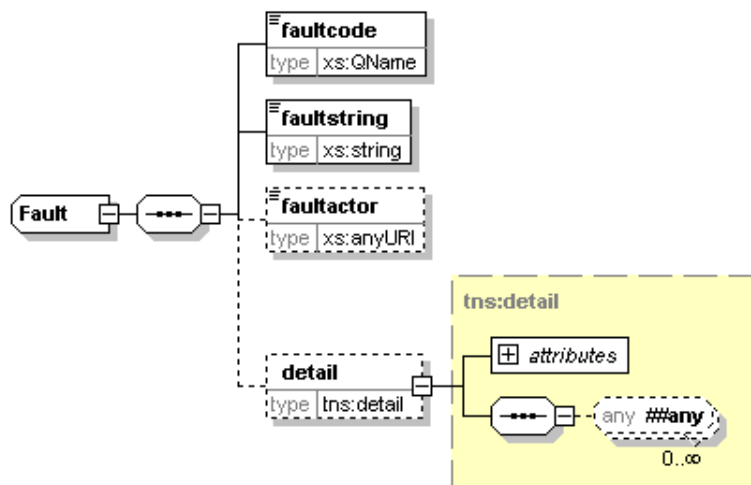 faultcode
type xs:QName
faultstring
type xs:string
Fault
faultactor
type xs:anyURI
tns:detail
attributes
detail
type tns:detail
any ##any
0..∞